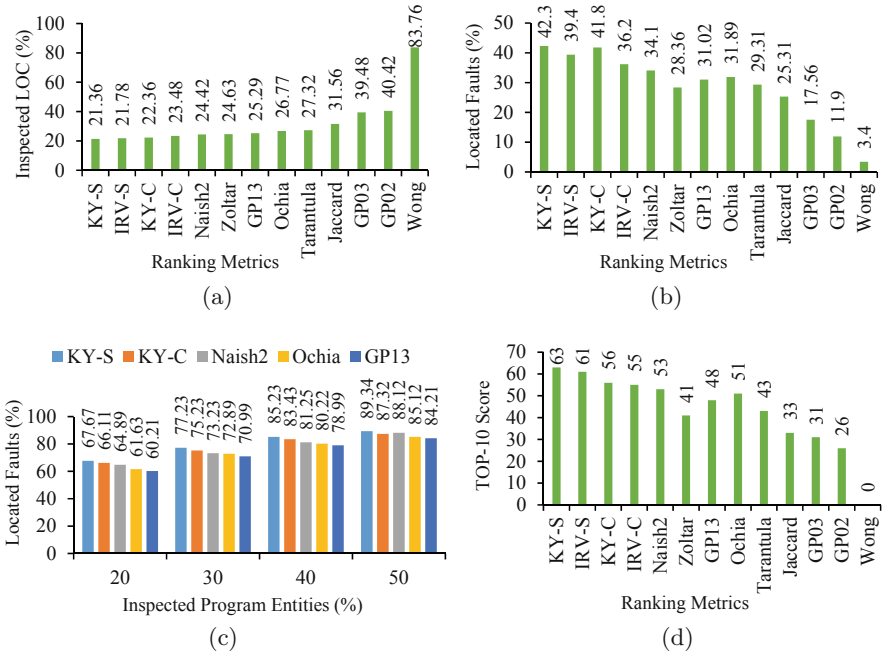 Inspected LOC (%)
100
80
60
40
20
0
21.36
21.78
22.36
23.48
24.42
24.63
25.29
26.77
27.32
31.56
39.48
40.42
83.76
KY-S
IRV-S
KY-C
IRV-C
Naish2
Zoltar
GP13
Ochia
Tarantula
Jaccard
GP03
GP02
Wong
Ranking Metrics
(a)
Located Faults (%)
50
40
30
20
10
0
42.3
39.4
41.8
36.2
34.1
28.36
31.02
31.89
29.31
25.31
17.56
11.9
3.4
KY-S
IRV-S
KY-C
IRV-C
Naish2
Zoltar
GP13
Ochia
Tarantula
Jaccard
GP03
GP02
Wong
Ranking Metrics
(b)
KY-S KY-C Naish2 Ochia GP13
Located Faults (%)
100
80
60
40
20
0
67.67
66.11
64.89
61.63
60.21
77.23
75.23
73.23
72.89
70.99
85.23
83.43
81.25
80.22
78.99
89.34
87.32
88.12
85.12
84.21
20 30 40 50
Inspected Program Entities (%)
(c)
TOP-10 Score
70
60
50
40
30
20
10
0
63
61
56
55
53
41
48
51
43
33
31
26
0
KY-S
IRV-S
KY-C
IRV-C
Naish2
Zoltar
GP13
Ochia
Tarantula
Jaccard
GP03
GP02
Wong
Ranking Metrics
(d)